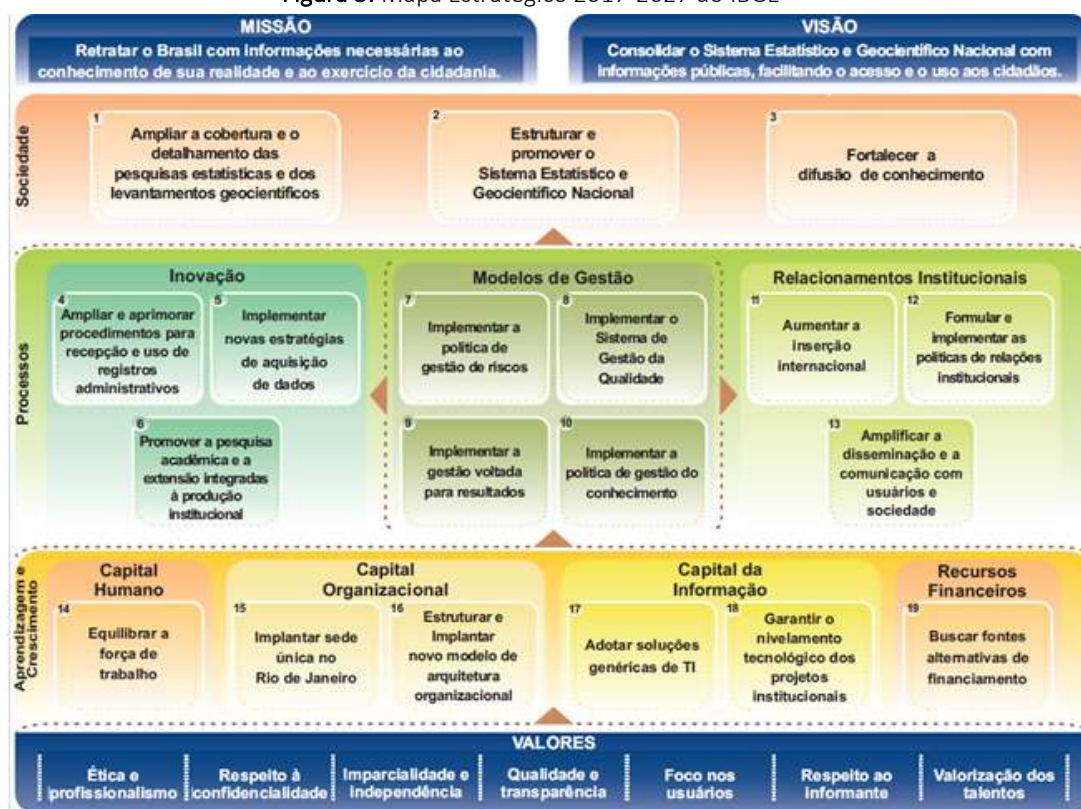 Figura 3: Mapa Estratégico 2017-2027 do IBGE
MISSÃO
Retratar o Brasil com informações necessárias ao
conhecimento de sua realidade e ao exercício da cidadania.
VISÃO
Consolidar o Sistema Estatístico e Geocientífico Nacional com
informações públicas, facilitando o acesso e o uso aos cidadãos.
Sociedade
1
Ampliar a cobertura e o
detalhamento das
pesquisas estatísticas e dos
levantamentos geocientíficos
2
Estruturar e
promover o
Sistema Estatístico e
Geocientífico Nacional
3
Fortalecer a
difusão de conhecimento
Processos
Inovação
4
Ampliar e aprimorar
procedimentos para
recepção e uso de
registros
administrativos
5
Implementar
novas estratégias
de aquisição
de dados
6
Promover a pesquisa
acadêmica e a
extensão integradas
à produção
institucional
Modelos de Gestão
7
Implementar a
política de
gestão de riscos
8
Implementar o
Sistema de
Gestão da
Qualidade
9
Implementar a
gestão voltada
para resultados
10
Implementar a
política de gestão do
conhecimento
Relacionamentos Institucionais
11
Aumentar a
inserção
internacional
12
Formular e
implementar as
políticas de relações
institucionais
13
Amplificar a
disseminação e a
comunicação com
usuários e
sociedade
Aprendizagem e
Crescimento
Capital
Humano
14
Equilibrar a
força de
trabalho
Capital
Organizacional
15
Implantar sede
única no
Rio de Janeiro
16
Estruturar e
Implantar
novo modelo de
arquitetura
organizacional
Capital da
Informação
17
Adotar soluções
genéricas de TI
18
Garantir o
nivelamento
tecnológico dos
projetos
institucionais
Recursos
Financeiros
19
Buscar fontes
alternativas de
financiamento
VALORES
Ética e
profissionalismo
Respeito à
confidencialidade
Imparcialidade e
independência
Qualidade e
transparência
Foco nos
usuários
Respeito ao
informante
Valorização dos
talentos